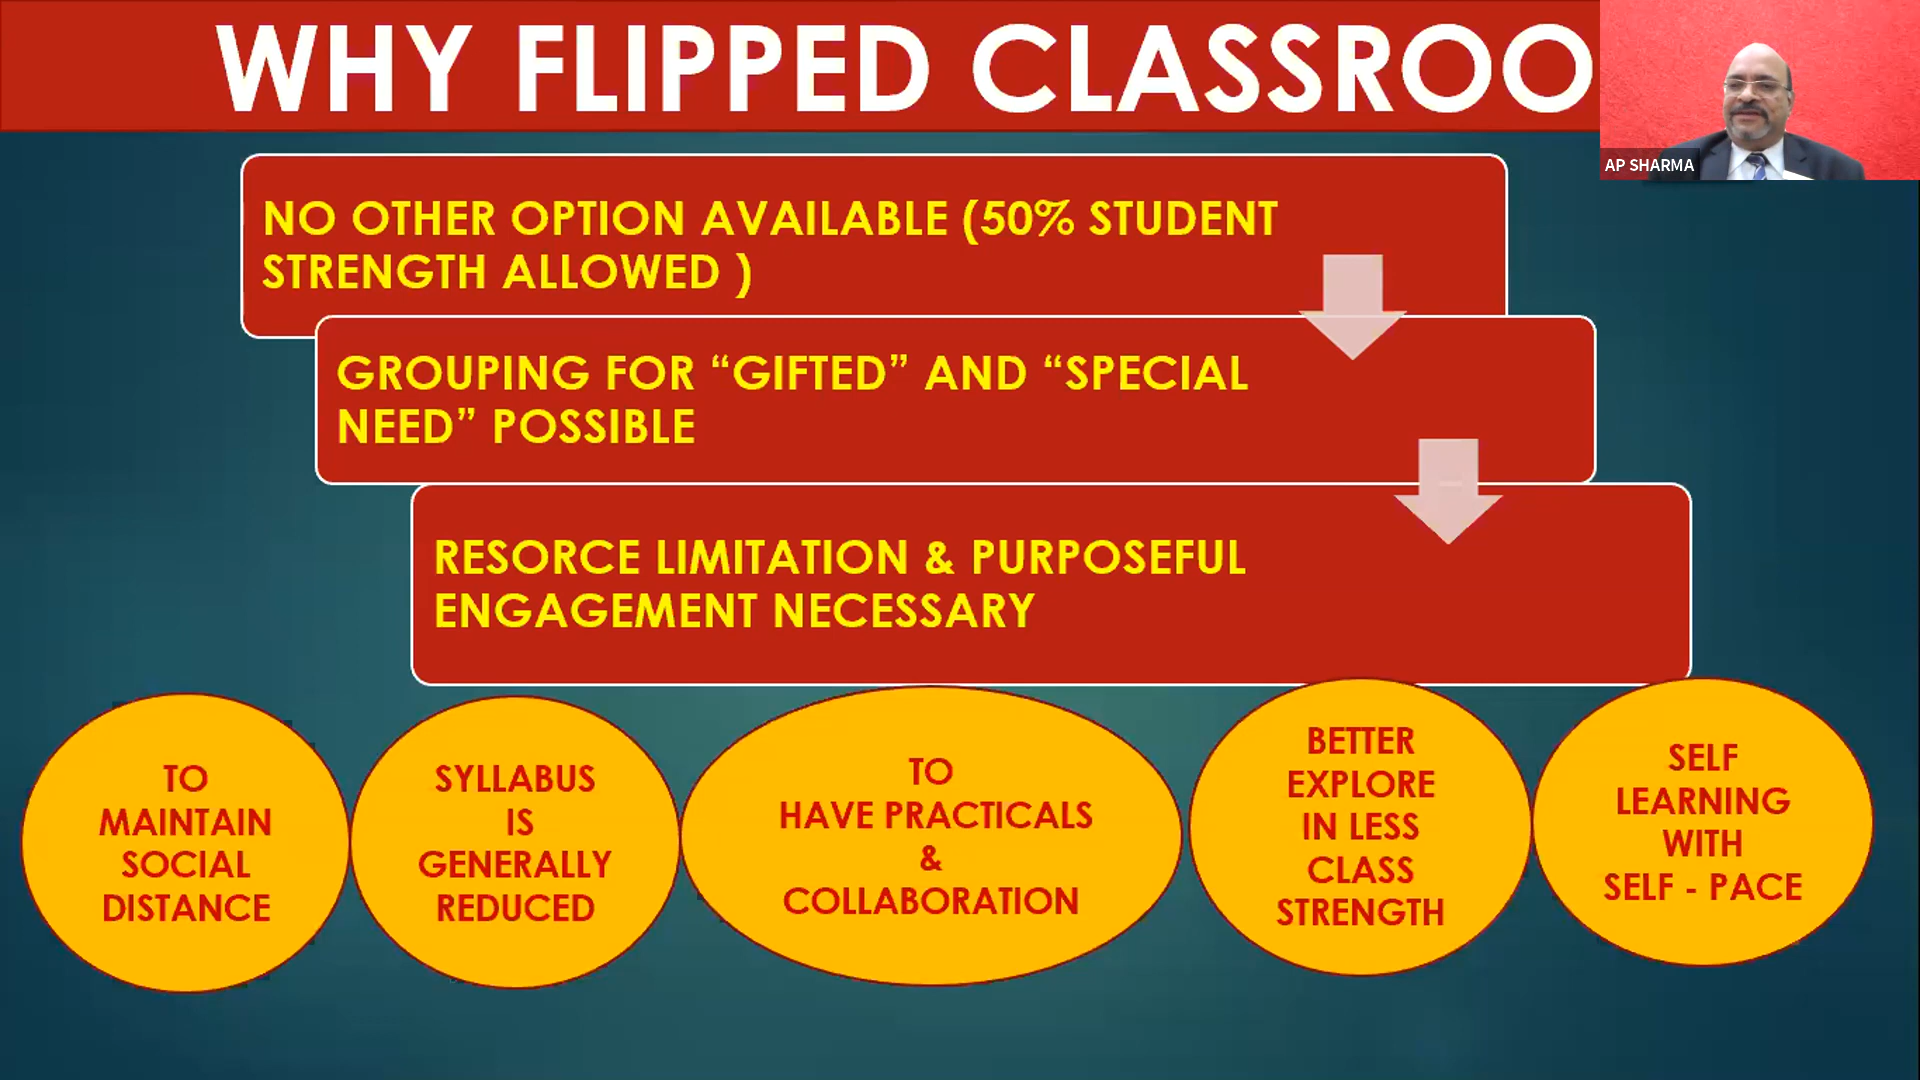 WHY FLIPPED CLASSROO
AP SHARMA
NO OTHER OPTION AVAILABLE (50% STUDENT
STRENGTH ALLOWED )
GROUPING FOR “GIFTED” AND “SPECIAL
NEED” POSSIBLE
RESORCE LIMITATION & PURPOSEFUL
ENGAGEMENT NECESSARY
TO
MAINTAIN
SOCIAL
DISTANCE
SYLLABUS
IS
GENERALLY
REDUCED
TO
HAVE PRACTICALS
&
COLLABORATION
BETTER
EXPLORE
IN LESS
CLASS
STRENGTH
SELF
LEARNING
WITH
SELF - PACE